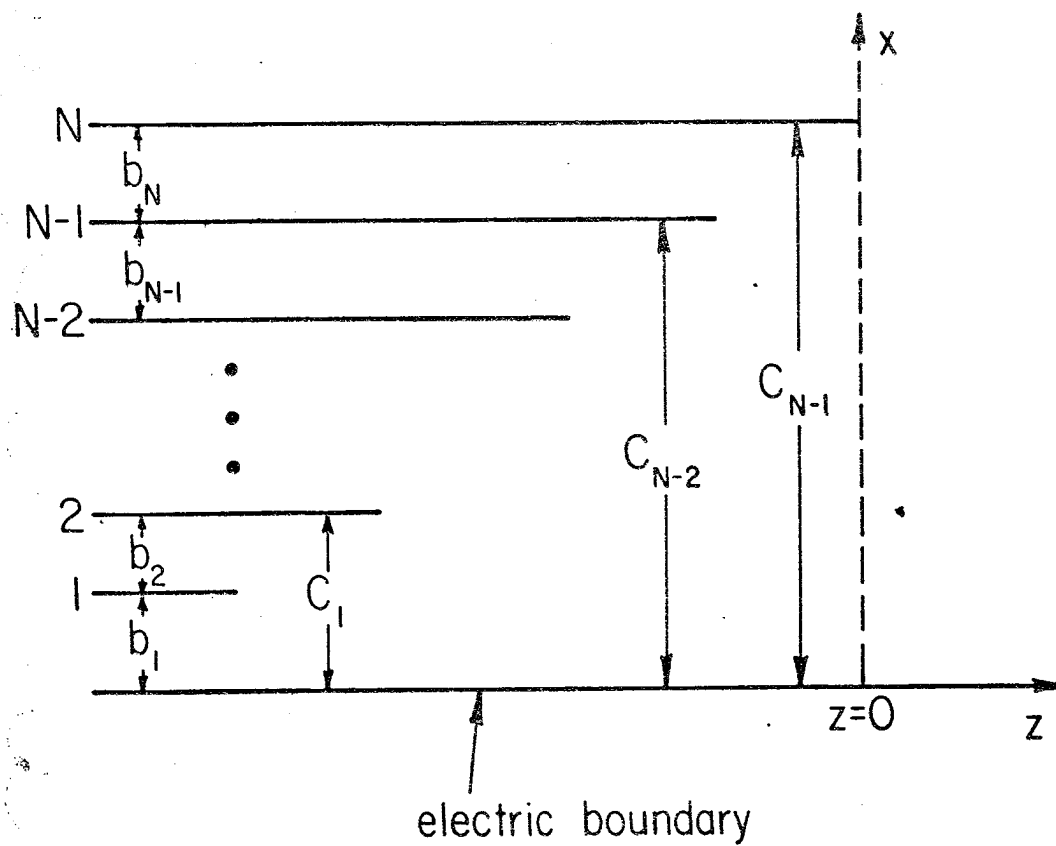 x
N
b_N
N-1
b_N-1
N-2
C_N-1
C_N-2
2
b_2
1
C_1
b_1
z=0
z
electric boundary